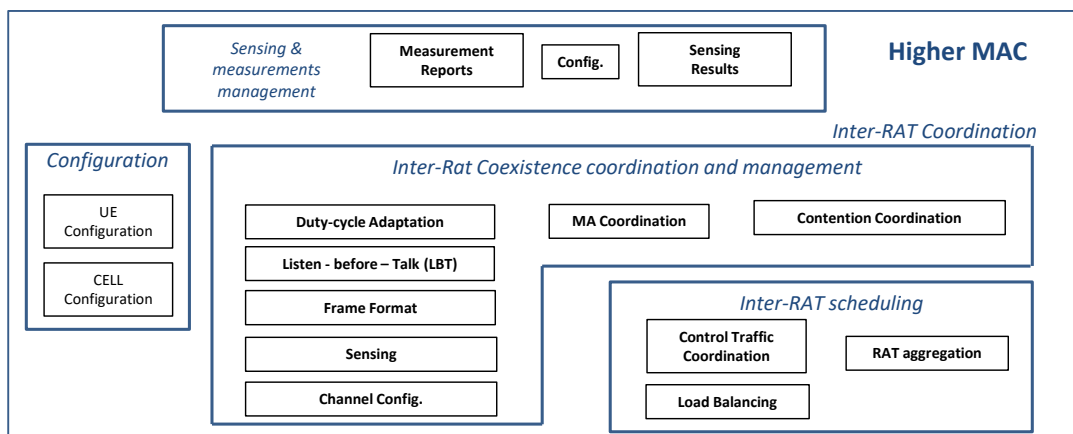 Higher MAC
Sensing &
measurements
management
Measurement
Reports
Config.
Sensing
Results
Inter-RAT Coordination
Configuration
UE
Configuration
CELL
Configuration
Inter-Rat Coexistence coordination and management
Duty-cycle Adaptation
Listen - before – Talk (LBT)
Frame Format
Sensing
Channel Config.
MA Coordination
Contention Coordination
Inter-RAT scheduling
Control Traffic
Coordination
RAT aggregation
Load Balancing